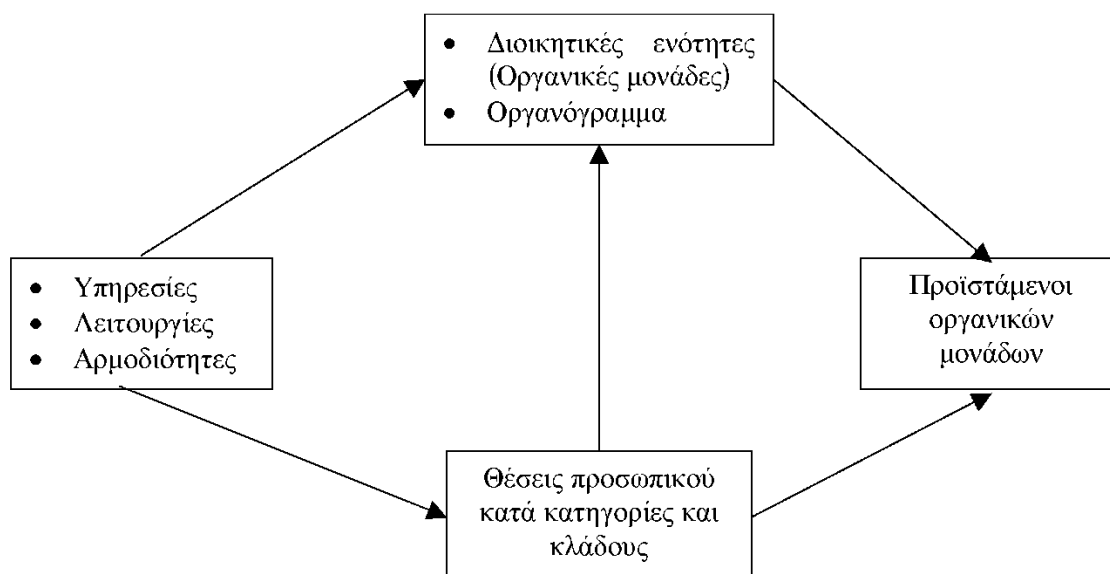 • Διοικητικές ενότητες
(Οργανικές μονάδες)
• Οργανόγραμμα
• Υπηρεσίες
• Λειτουργίες
• Αρμοδιότητες
Προϊστάμενοι
οργανικών
μονάδων
Θέσεις προσωπικού
κατά κατηγορίες και
κλάδους